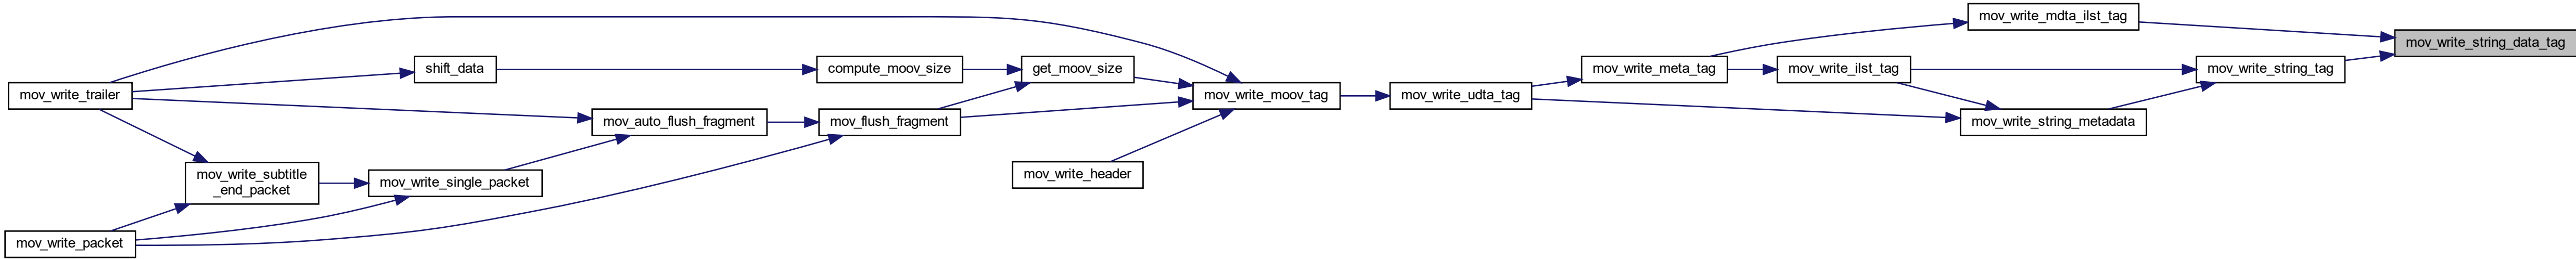 mov_write_trailer
mov_write_packet
mov_write_subtitle
_end_packet
shift_data
mov_write_single_packet
mov_auto_flush_fragment
compute_moov_size
mov_flush_fragment
get_moov_size
mov_write_header
mov_write_moov_tag
mov_write_udta_tag
mov_write_meta_tag
mov_write_ilst_tag
mov_write_mdta_ilst_tag
mov_write_string_metadata
mov_write_string_tag
mov_write_string_data_tag